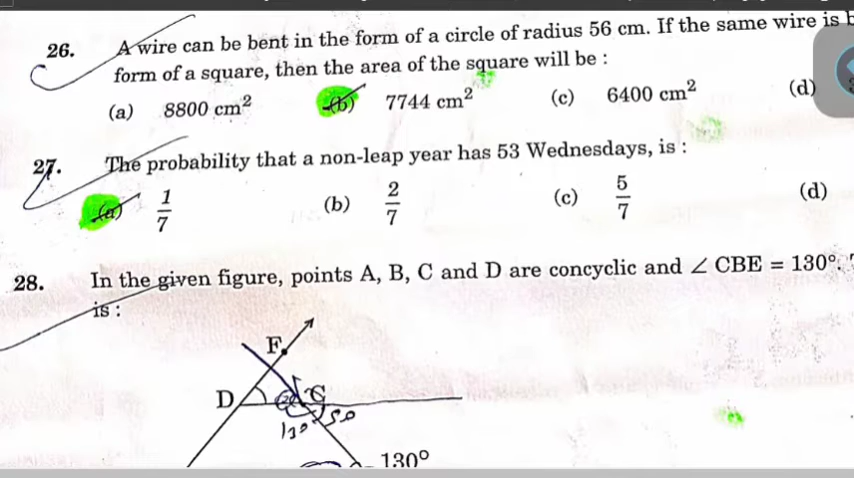 26. A wire can be bent in the form of a circle of radius 56 cm. If the same wire is
form of a square, then the area of the square will be :
(a) 8800 cm² (b) 7744 cm² (c) 6400 cm² (d)
27. The probability that a non-leap year has 53 Wednesdays, is :
(a) 1/7 (b) 2/7 (c) 5/7 (d)
28. In the given figure, points A, B, C and D are concyclic and ∠ CBE = 130°.
is :
F
D C
130 50
130°